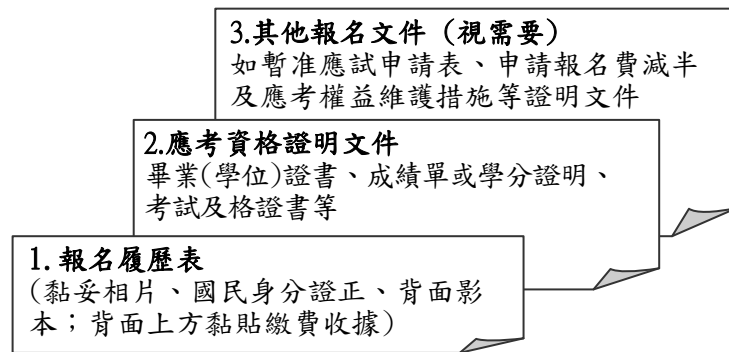 3.其他報名文件（視需要）
如暫准應試申請表、申請報名費減半
及應考權益維護措施等證明文件
2.應考資格證明文件
畢業(學位)證書、成績單或學分證明、
考試及格證書等
1.報名履歷表
(黏妥相片、國民身分證正、背面影
本；背面上方黏貼繳費收據)